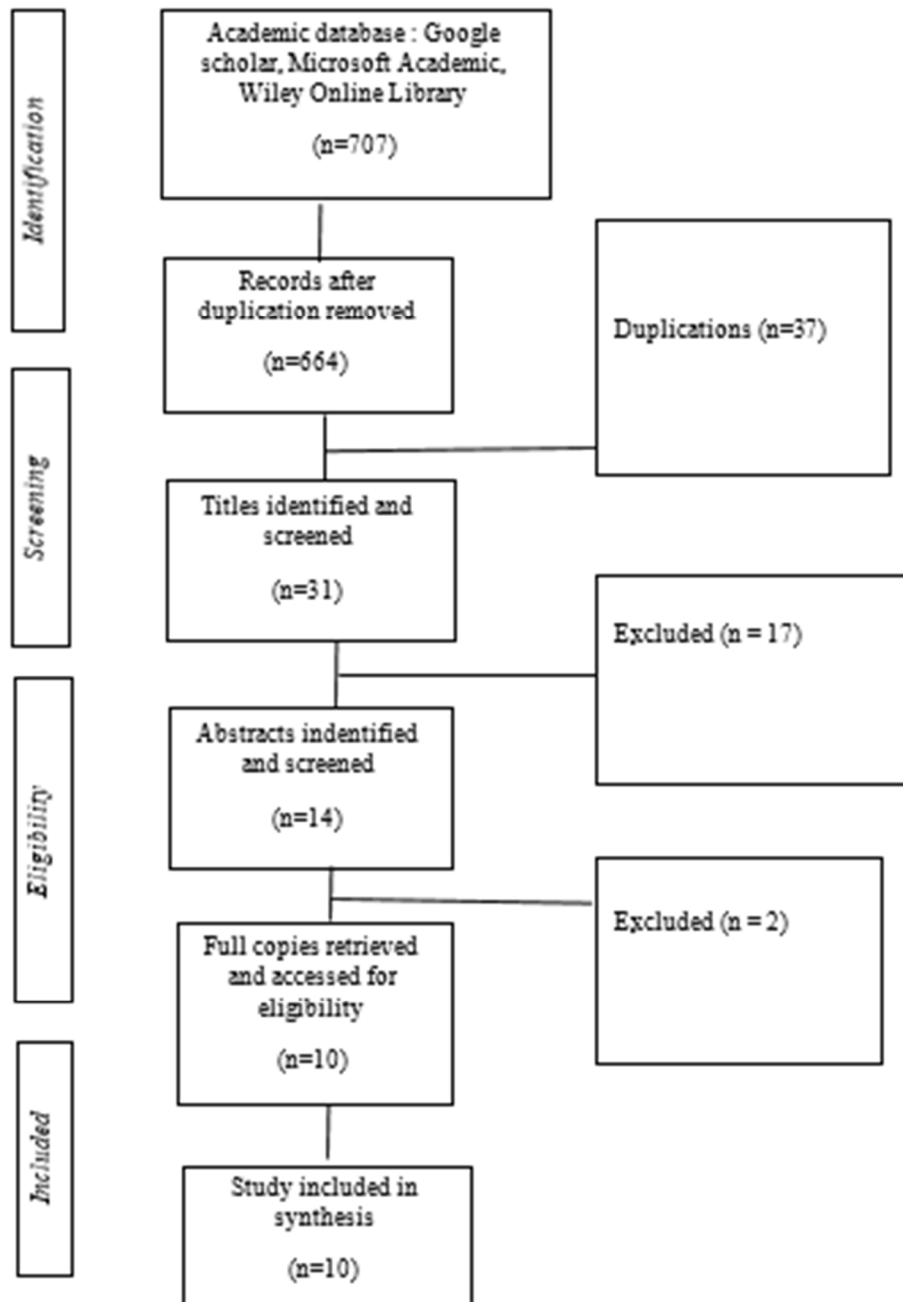 Identification
Academic database : Google
scholar, Microsoft Academic,
Wiley Online Library
(n=707)
Records after
duplication removed
(n=664)
Duplications (n=37)
Screening
Titles identified and
screened
(n=31)
Excluded (n = 17)
Eligibility
Abstracts indentified
and screened
(n=14)
Excluded (n = 2)
Full copies retrieved
and accessed for
eligibility
(n=10)
Included
Study included in
synthesis
(n=10)